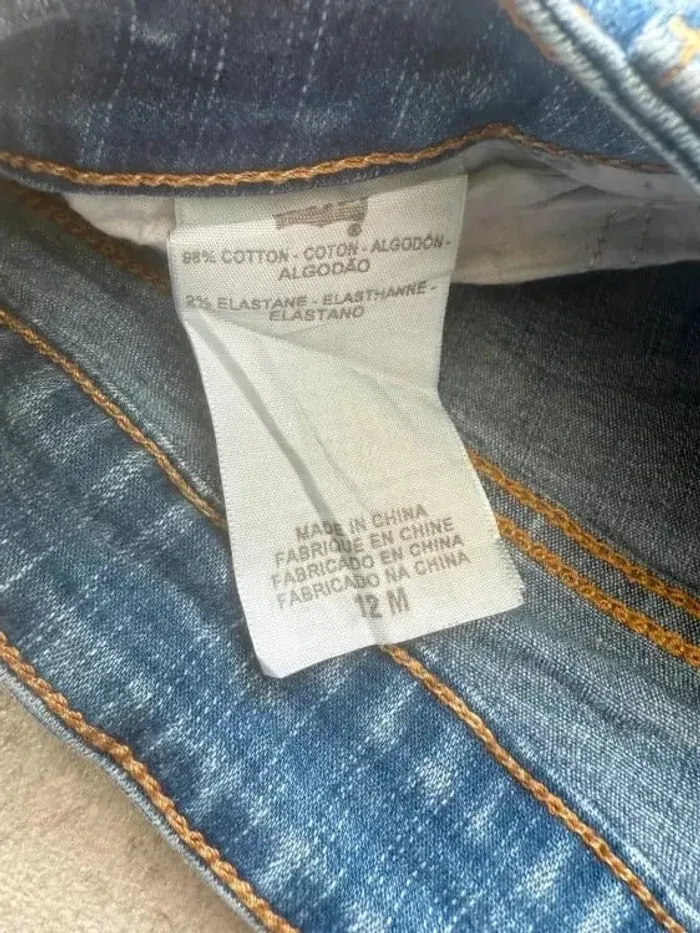 ®
98% COTTON - COTON - ALGODÓN -
ALGODÃO
2% ELASTANE - ELASTHANNE -
ELASTANO
MADE IN CHINA
FABRIQUE EN CHINE
FABRICADO EN CHINA
FABRICADO NA CHINA
12 M